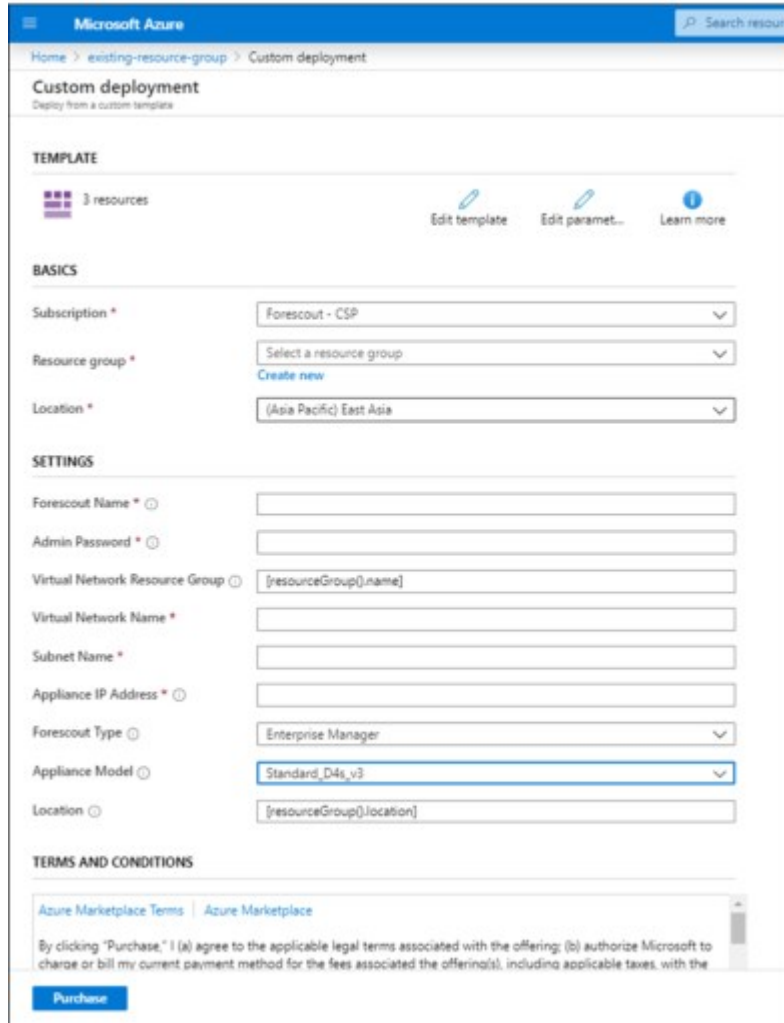 Microsoft Azure
Search resour
Home > existing-resource-group > Custom deployment
Custom deployment
Deploy from a custom template
TEMPLATE
3 resources
Edit template
Edit paramet...
Learn more
BASICS
Subscription *
Forescout - CSP
Resource group *
Select a resource group
Create new
Location *
(Asia Pacific) East Asia
SETTINGS
Forescout Name *
Admin Password *
Virtual Network Resource Group
[resourceGroup().name]
Virtual Network Name *
Subnet Name *
Appliance IP Address *
Forescout Type
Enterprise Manager
Appliance Model
Standard_D4s_v3
Location
[resourceGroup().location]
TERMS AND CONDITIONS
Azure Marketplace Terms | Azure Marketplace
By clicking "Purchase," I (a) agree to the applicable legal terms associated with the offering; (b) authorize Microsoft to
charge or bill my current payment method for the fees associated the offering(s), including applicable taxes, with the
Purchase